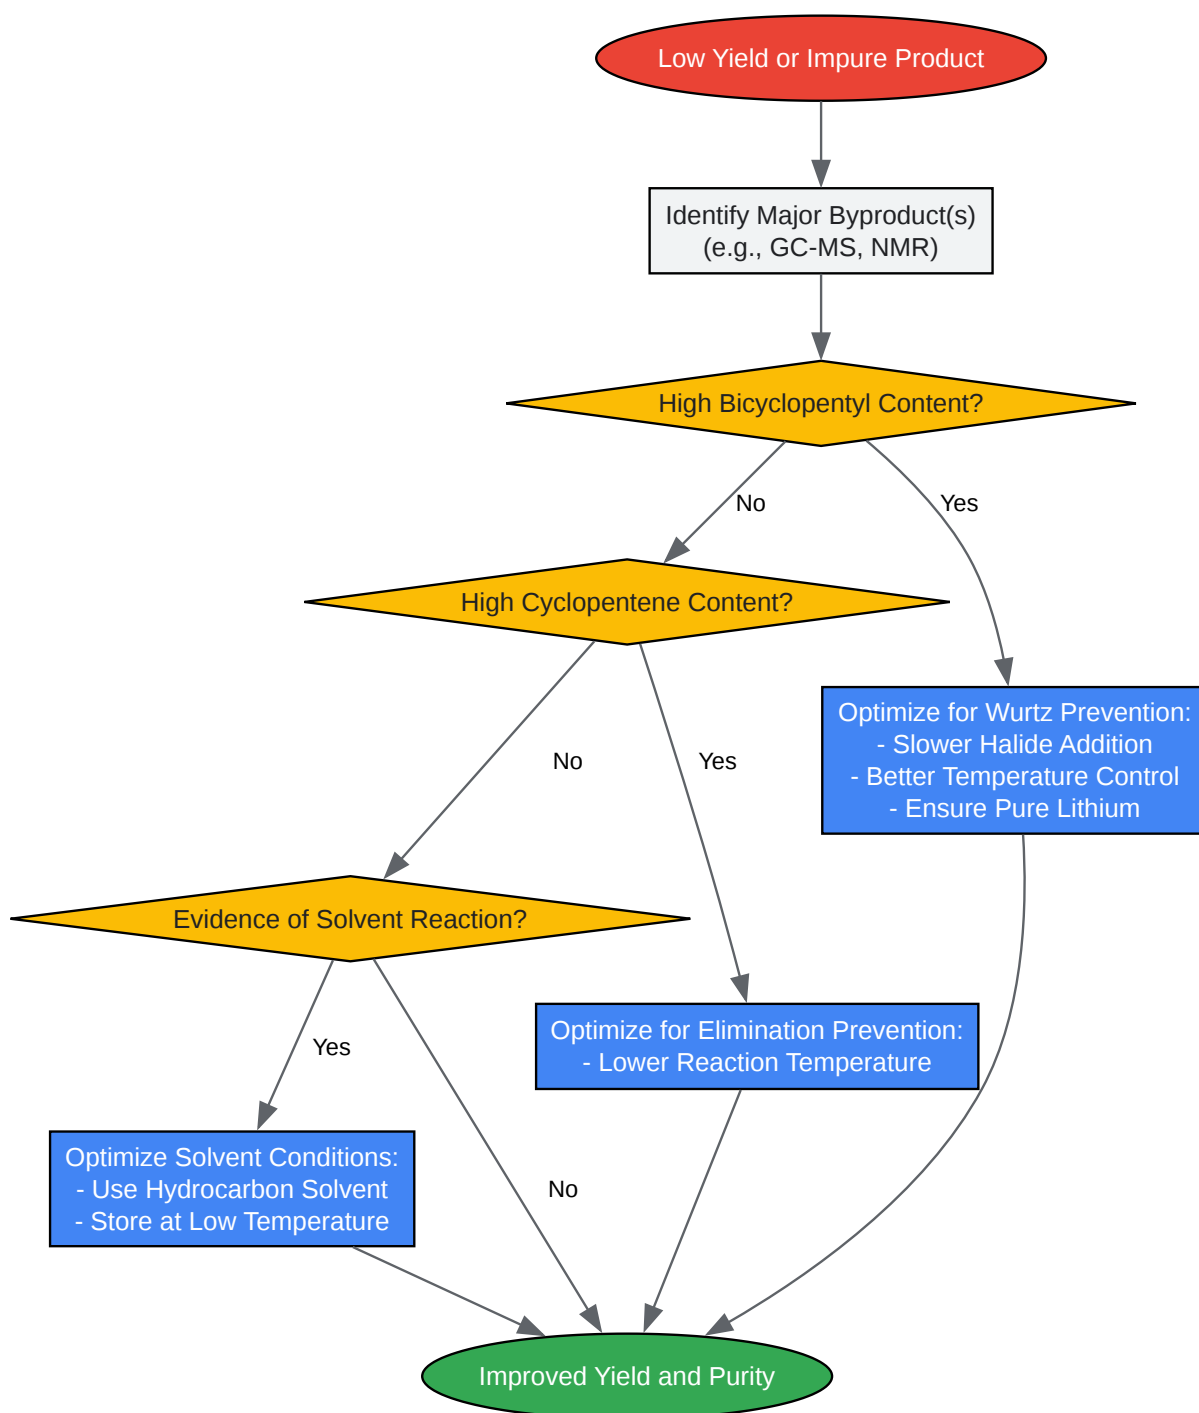 Low Yield or Impure Product
Identify Major Byproduct(s)
(e.g., GC-MS, NMR)
High Bicyclopentyl Content?
No
Yes
High Cyclopentene Content?
Optimize for Wurtz Prevention:
- Slower Halide Addition
- Better Temperature Control
- Ensure Pure Lithium
No
Yes
Evidence of Solvent Reaction?
Optimize for Elimination Prevention:
- Lower Reaction Temperature
Yes
Optimize Solvent Conditions:
- Use Hydrocarbon Solvent
- Store at Low Temperature
No
Improved Yield and Purity